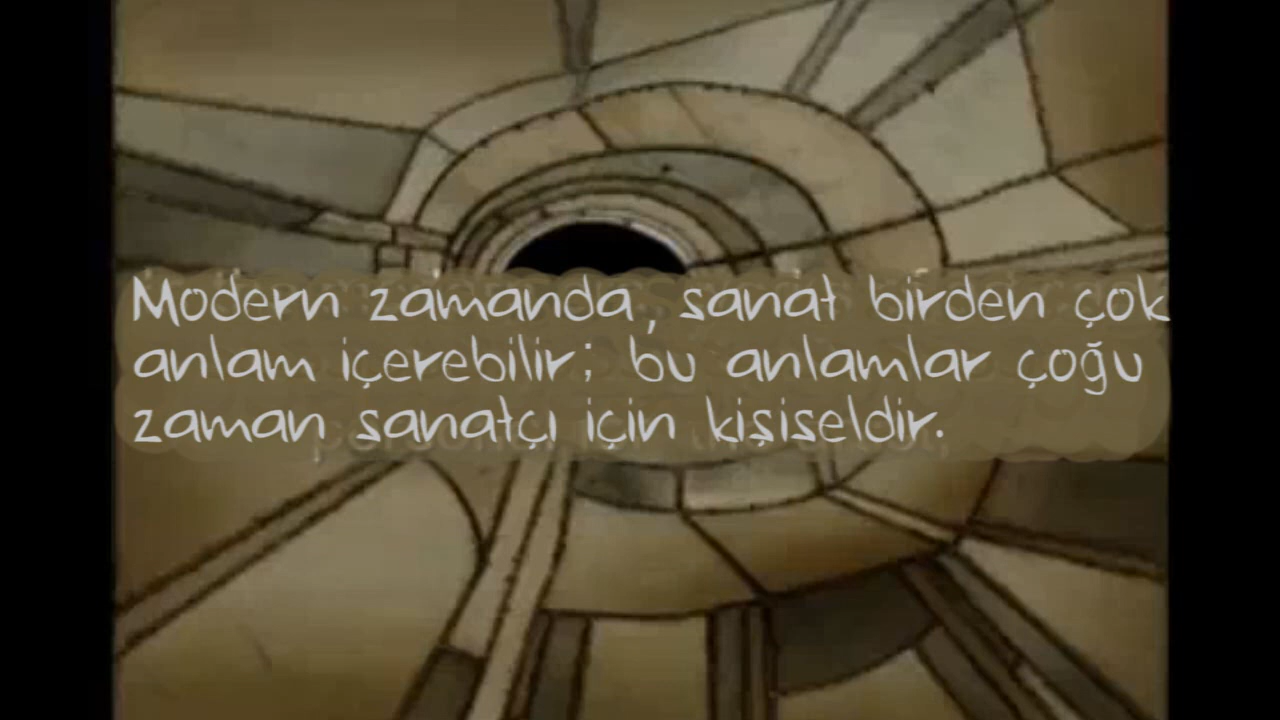 Modern zamanda, sanat birden çok
anlam içerebilir; bu anlamlar çoğu
zaman sanatçı için kişiseldir.